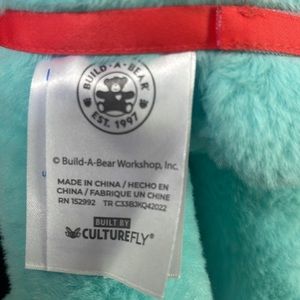 BUILD-A-BEAR
EST. 1997
© Build-A-Bear Workshop, Inc.
MADE IN CHINA / HECHO EN
CHINA / FABRIQUE UN CHINE
RN 152992 TR C33BJKQ42022
BUILT BY
CULTUREFLY®